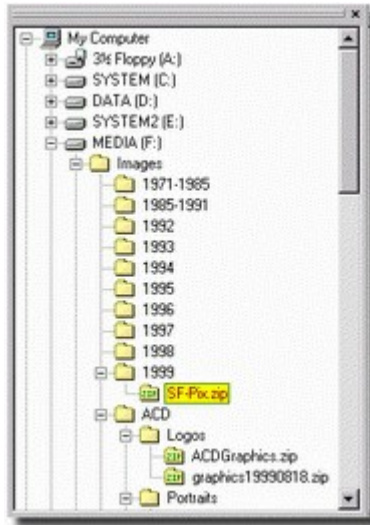 My Computer
3½ Floppy (A:)
SYSTEM (C:)
DATA (D:)
SYSTEM2 (E:)
MEDIA (F:)
Images
1971-1985
1985-1991
1992
1993
1994
1995
1996
1997
1998
1999
SF-Pix.zip
ACD
Logos
ACDGraphics.zip
graphics19990818.zip
Portraits